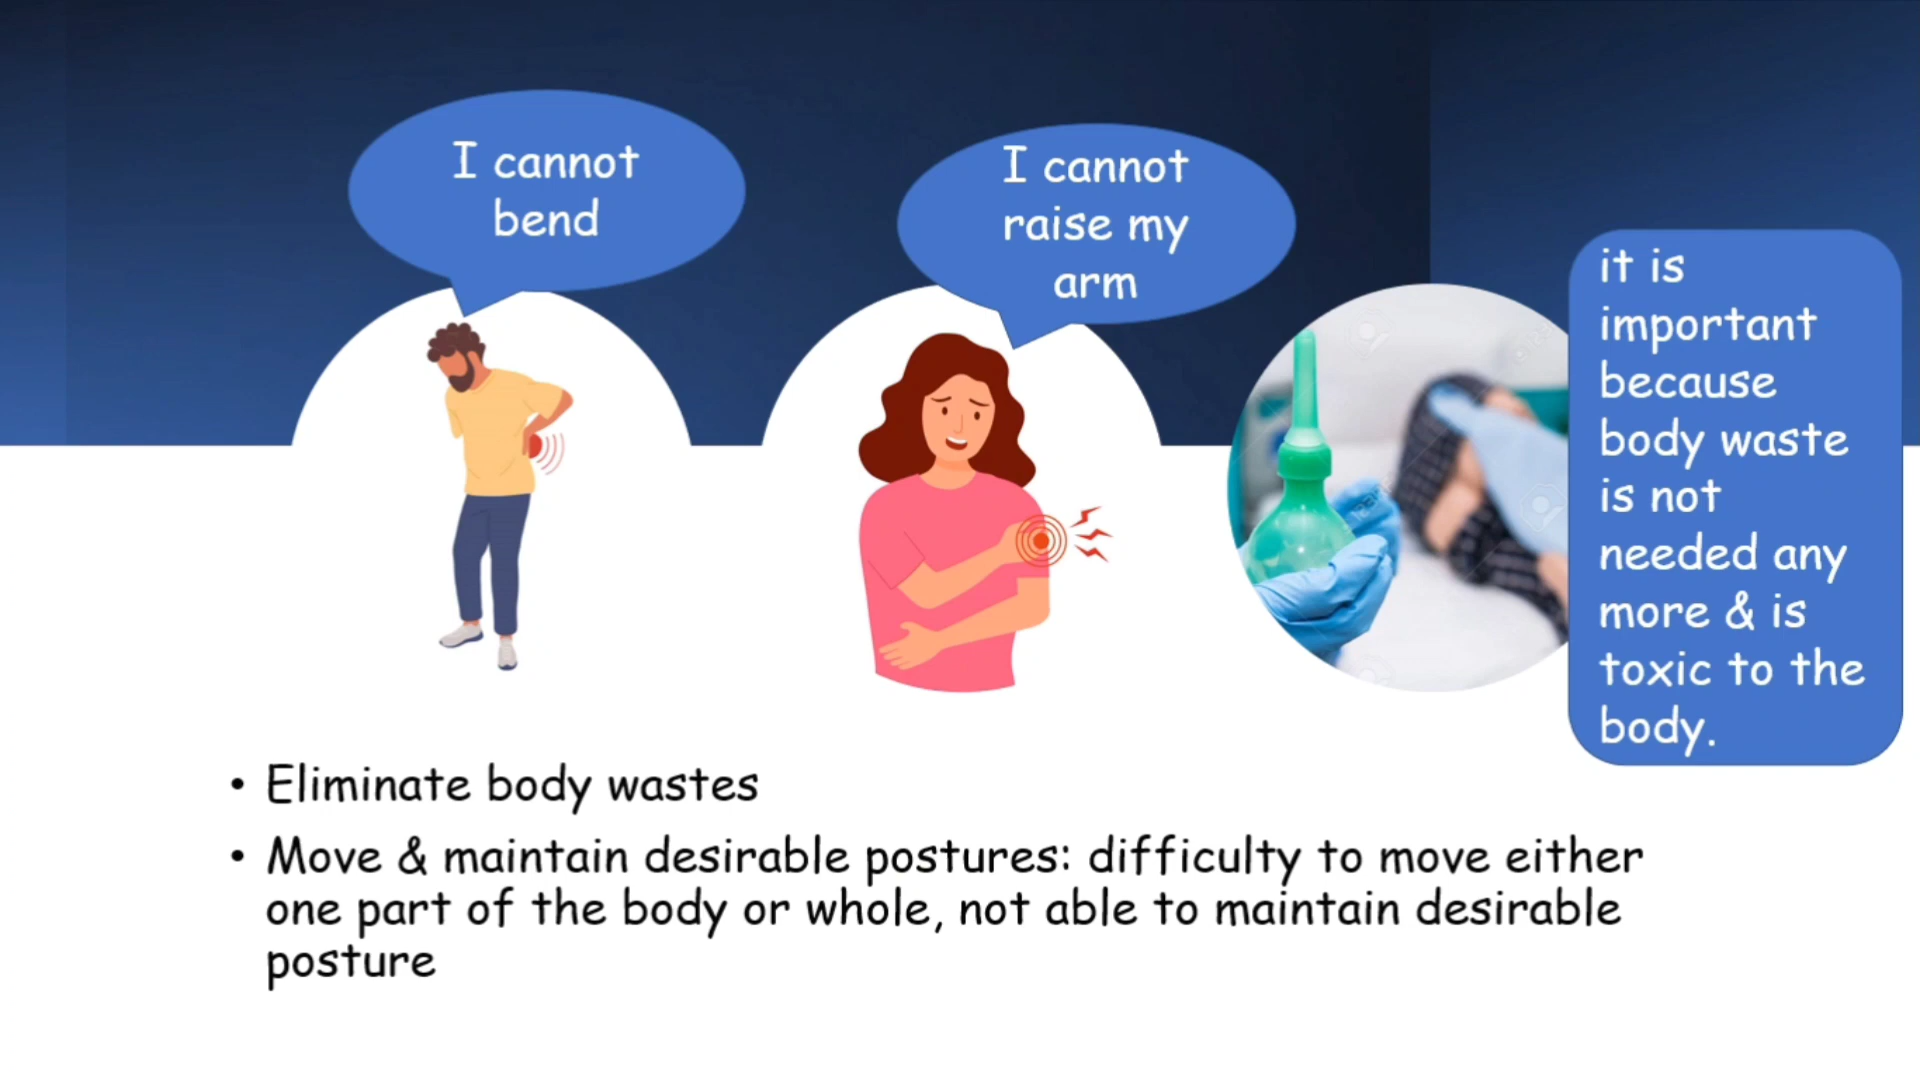 I cannot
bend
I cannot
raise my
arm
it is
important
because
body waste
is not
needed any
more & is
toxic to the
body.
• Eliminate body wastes
• Move & maintain desirable postures: difficulty to move either
one part of the body or whole, not able to maintain desirable
posture